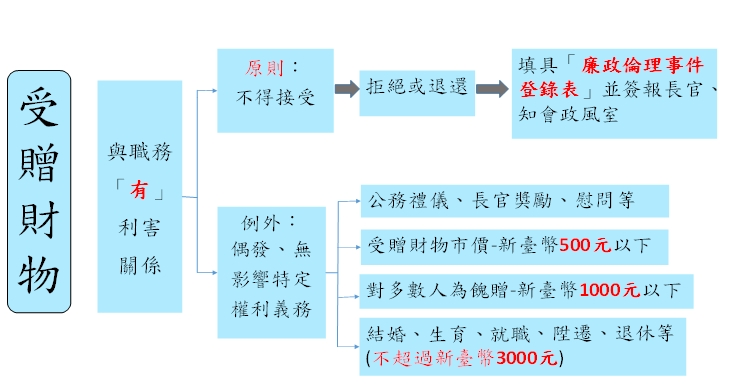 受贈財物
與職務
「有」
利害
關係
原則：
不得接受
拒絕或退還
填具「廉政倫理事件
登錄表」並簽報長官、
知會政風室
例外：
偶發、無
影響特定
權利義務
公務禮儀、長官獎勵、慰問等
受贈財物市價-新臺幣500元以下
對多數人為餽贈-新臺幣1000元以下
結婚、生育、就職、陞遷、退休等
(不超過新臺幣3000元)